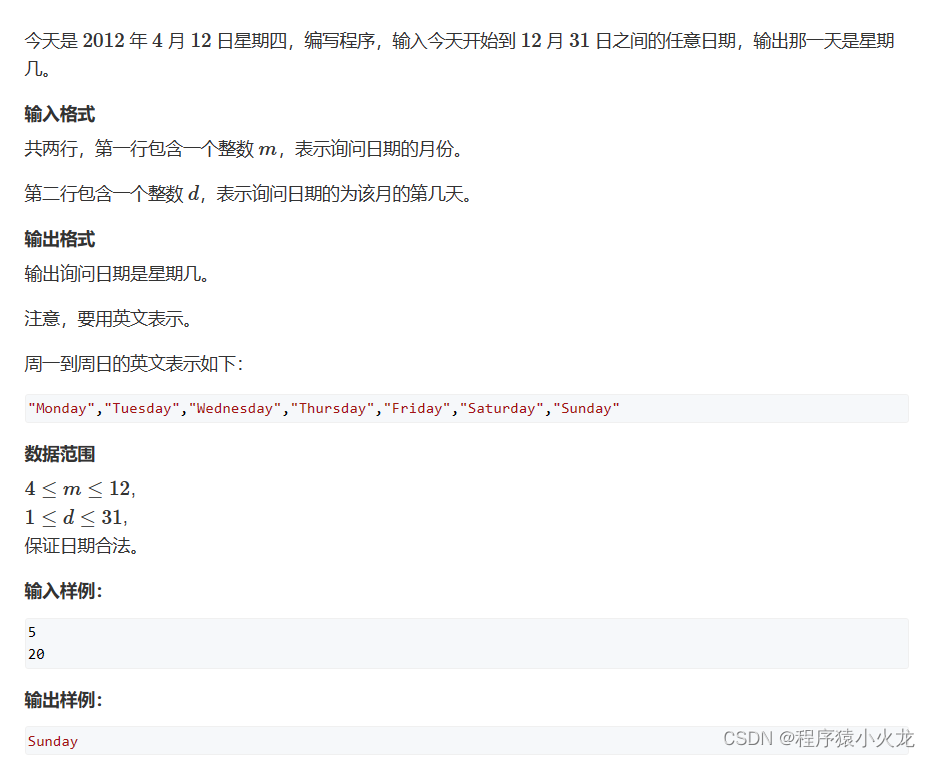 今天是 2012 年 4 月 12 日星期四，编写程序，输入今天开始到 12 月 31 日之间的任意日期，输出那一天是星期
几。
输入格式
共两行，第一行包含一个整数 m，表示询问日期的月份。
第二行包含一个整数 d，表示询问日期的为该月的第几天。
输出格式
输出询问日期是星期几。
注意，要用英文表示。
周一到周日的英文表示如下：
"Monday","Tuesday","Wednesday","Thursday","Friday","Saturday","Sunday"
数据范围
4 ≤ m ≤ 12,
1 ≤ d ≤ 31,
保证日期合法。
输入样例：
5
20
输出样例：
Sunday
CSDN @程序猿小火龙